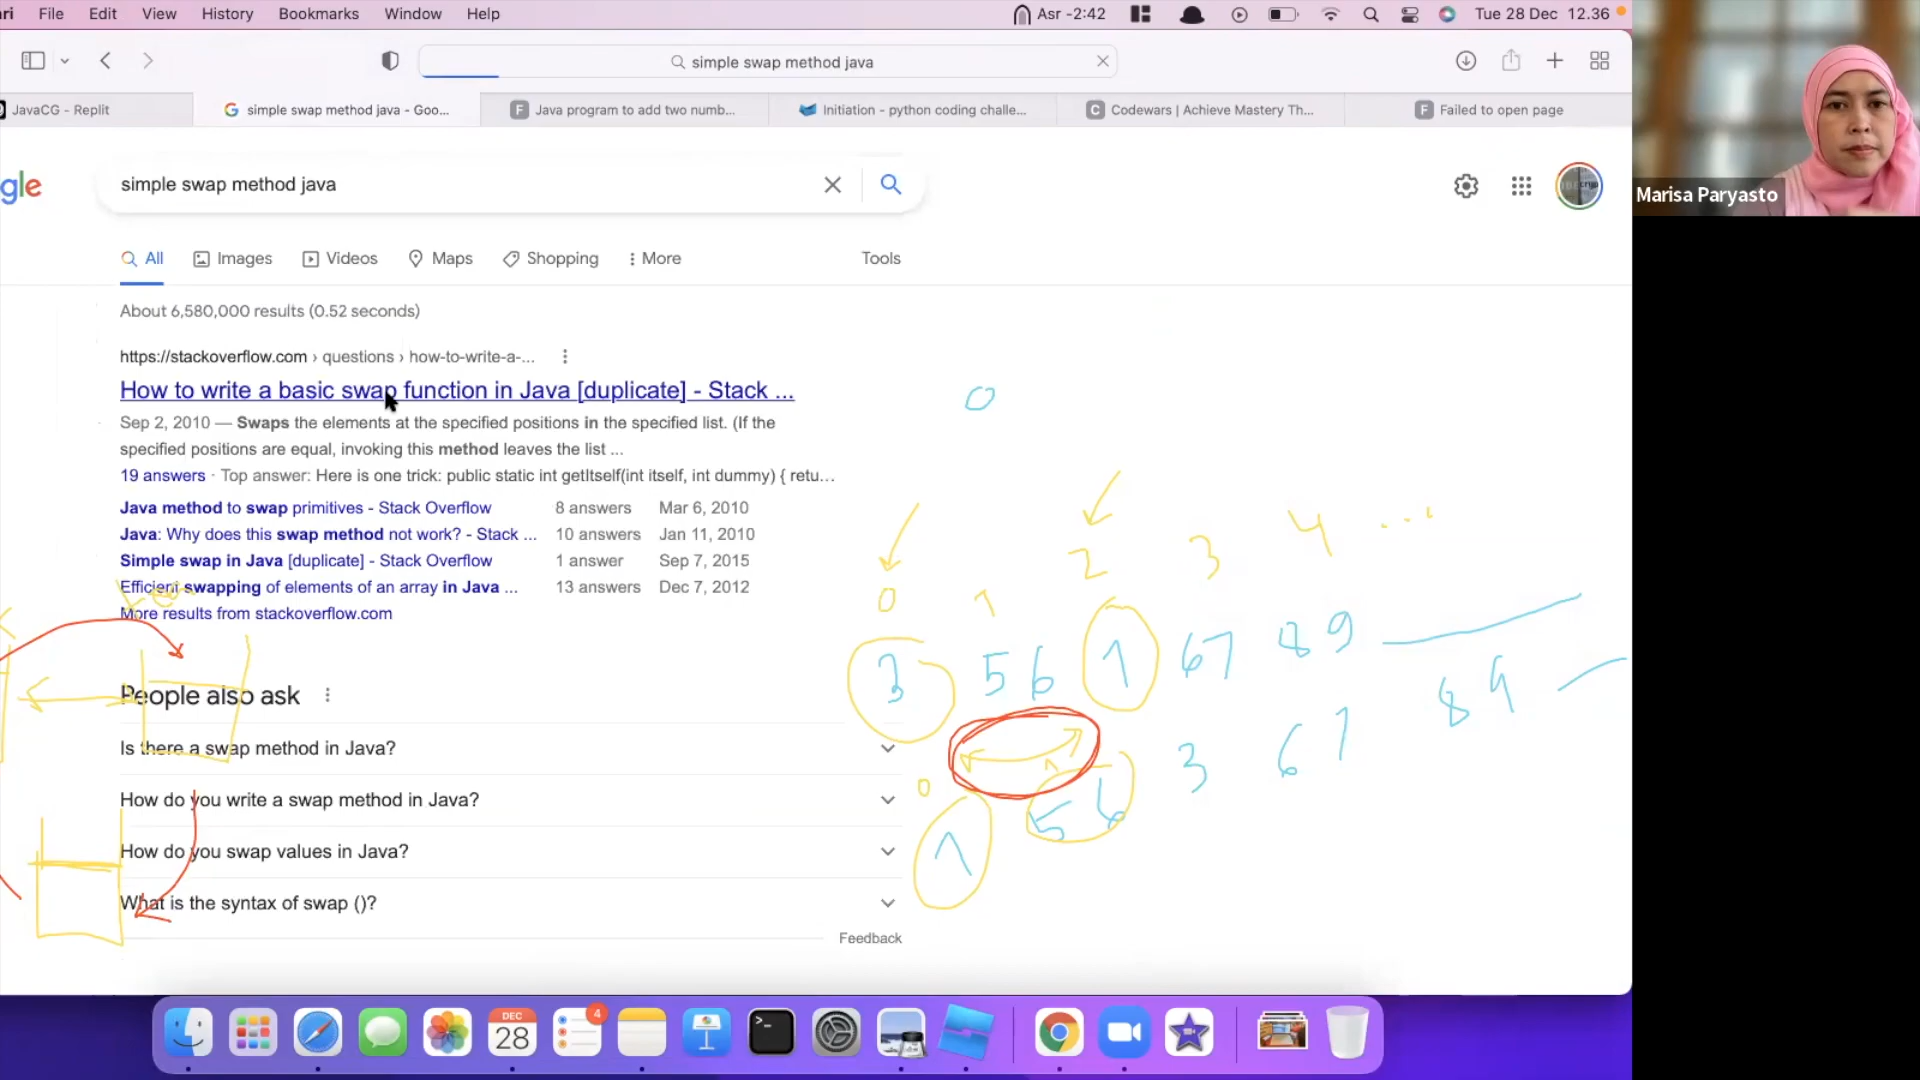 ri File Edit View History Bookmarks Window Help Asr -2:42 Tue 28 Dec 12.36
simple swap method java
JavaCG - Replit
simple swap method java - Goo...
Java program to add two numb...
Initiation - python coding challe...
Codewars | Achieve Mastery Th...
Failed to open page
gle
simple swap method java
Marisa Paryasto
All Images Videos Maps Shopping More Tools
About 6,580,000 results (0.52 seconds)
https://stackoverflow.com › questions › how-to-write-a-...
How to write a basic swap function in Java [duplicate] - Stack ...
Sep 2, 2010 — Swaps the elements at the specified positions in the specified list. (If the
specified positions are equal, invoking this method leaves the list ...
19 answers · Top answer: Here is one trick: public static int getItself(int itself, int dummy) { retu...
Java method to swap primitives - Stack Overflow 8 answers Mar 6, 2010
Java: Why does this swap method not work? - Stack ... 10 answers Jan 11, 2010
Simple swap in Java [duplicate] - Stack Overflow 1 answer Sep 7, 2015
Efficient swapping of elements of an array in Java ... 13 answers Dec 7, 2012
More results from stackoverflow.com
People also ask
Is there a swap method in Java?
How do you write a swap method in Java?
How do you swap values in Java?
What is the syntax of swap ()?
Feedback
0
0 1 2 3 4 ...
3 56 1 67 89
0 1
1 56 3 67 89
4
DEC
28